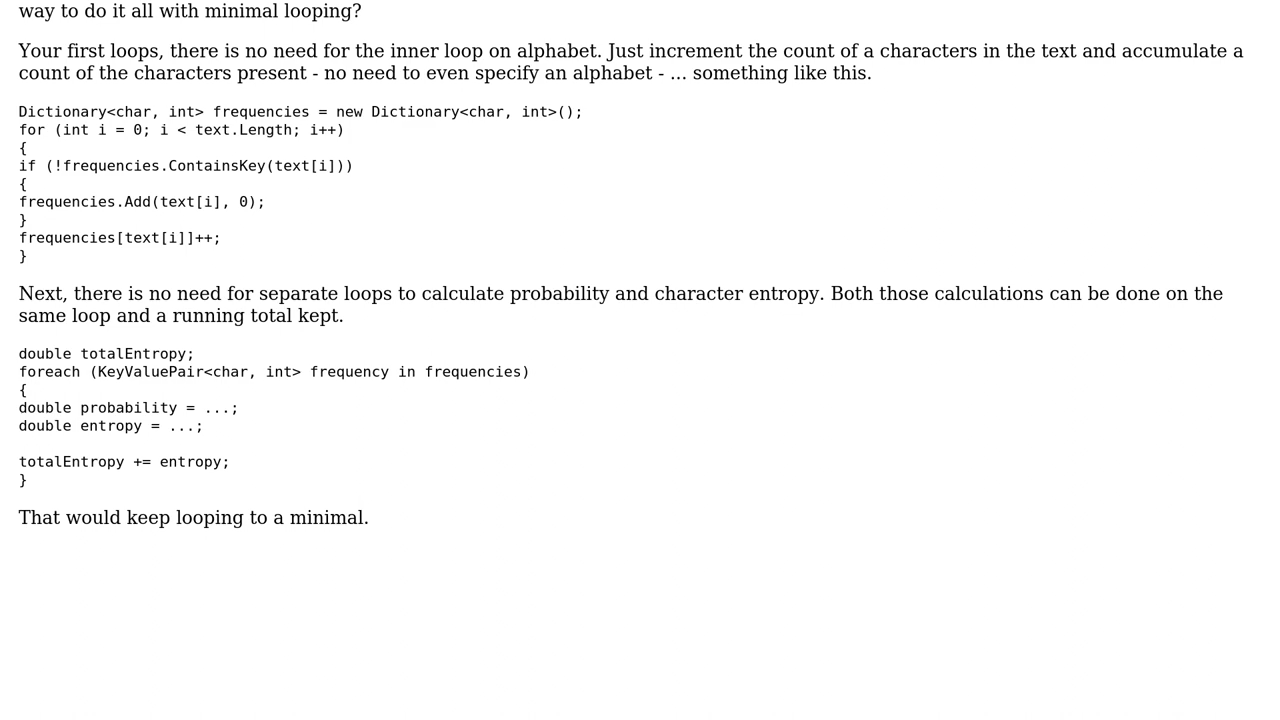 way to do it all with minimal looping?
Your first loops, there is no need for the inner loop on alphabet. Just increment the count of a characters in the text and accumulate a
count of the characters present - no need to even specify an alphabet - ... something like this.
Dictionary<char, int> frequencies = new Dictionary<char, int>();
for (int i = 0; i < text.Length; i++)
{
if (!frequencies.ContainsKey(text[i]))
{
frequencies.Add(text[i], 0);
}
frequencies[text[i]]++;
}
Next, there is no need for separate loops to calculate probability and character entropy. Both those calculations can be done on the
same loop and a running total kept.
double totalEntropy;
foreach (KeyValuePair<char, int> frequency in frequencies)
{
double probability = ...;
double entropy = ...;
totalEntropy += entropy;
}
That would keep looping to a minimal.